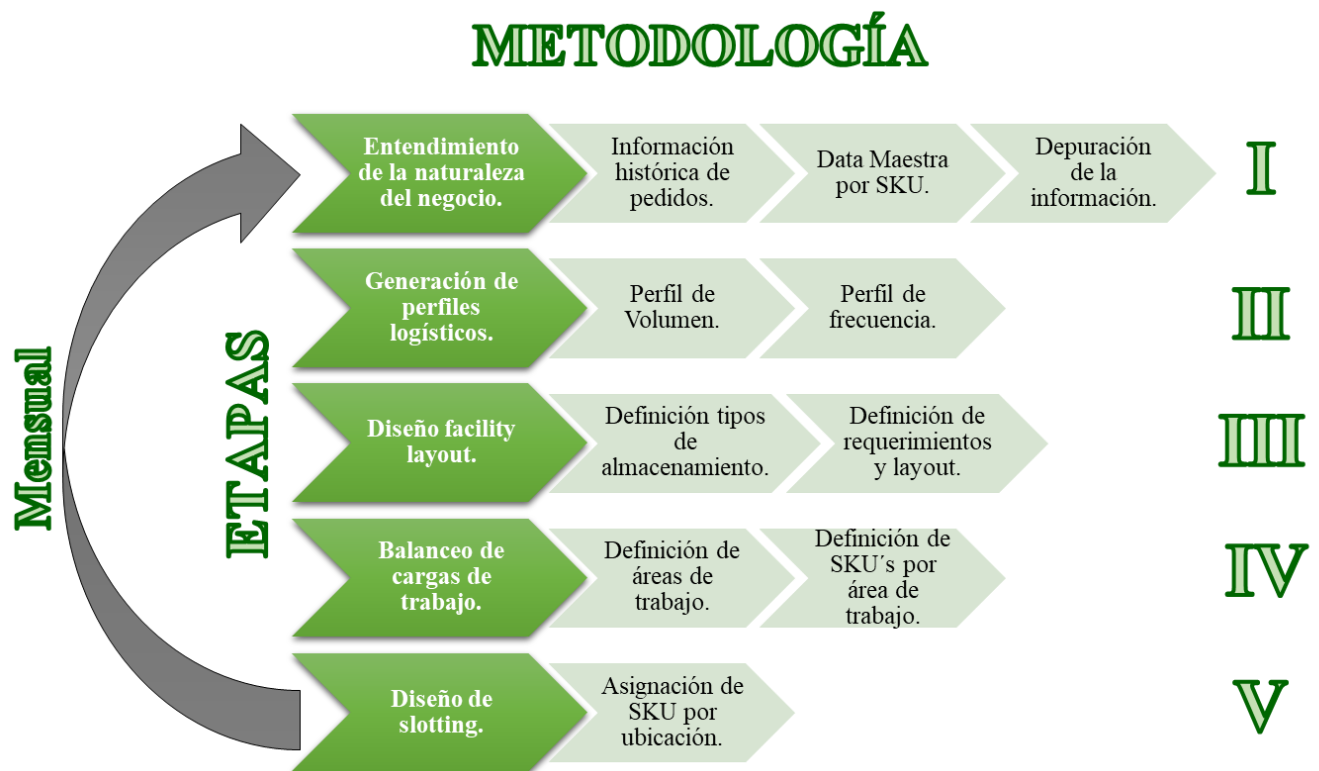 METODOLOGÍA
Mensual
ETAPAS
Entendimiento
de la naturaleza
del negocio.
Información
histórica de
pedidos.
Data Maestra
por SKU.
Depuración
de la
información.
I
Generación de
perfiles
logísticos.
Perfil de
Volumen.
Perfil de
frecuencia.
II
Diseño facility
layout.
Definición tipos
de
almacenamiento.
Definición de
requerimientos
y layout.
III
Balanceo de
cargas de
trabajo.
Definición de
áreas de
trabajo.
Definición de
SKU´s por
área de
trabajo.
IV
Diseño de
slotting.
Asignación de
SKU por
ubicación.
V